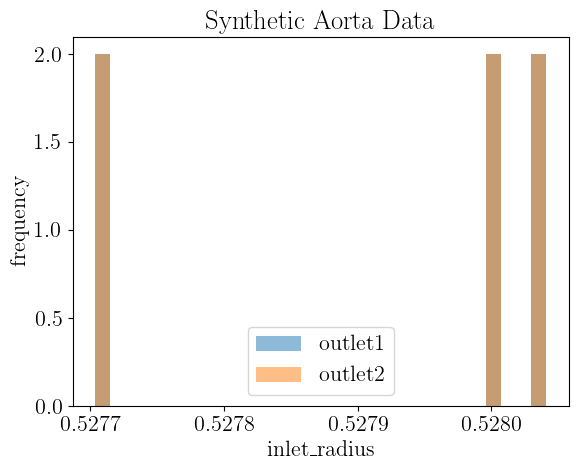 Synthetic Aorta Data
2.0
1.5
1.0
0.5
0.0
frequency
outlet1
outlet2
0.5277 0.5278 0.5279 0.5280
inlet_radius